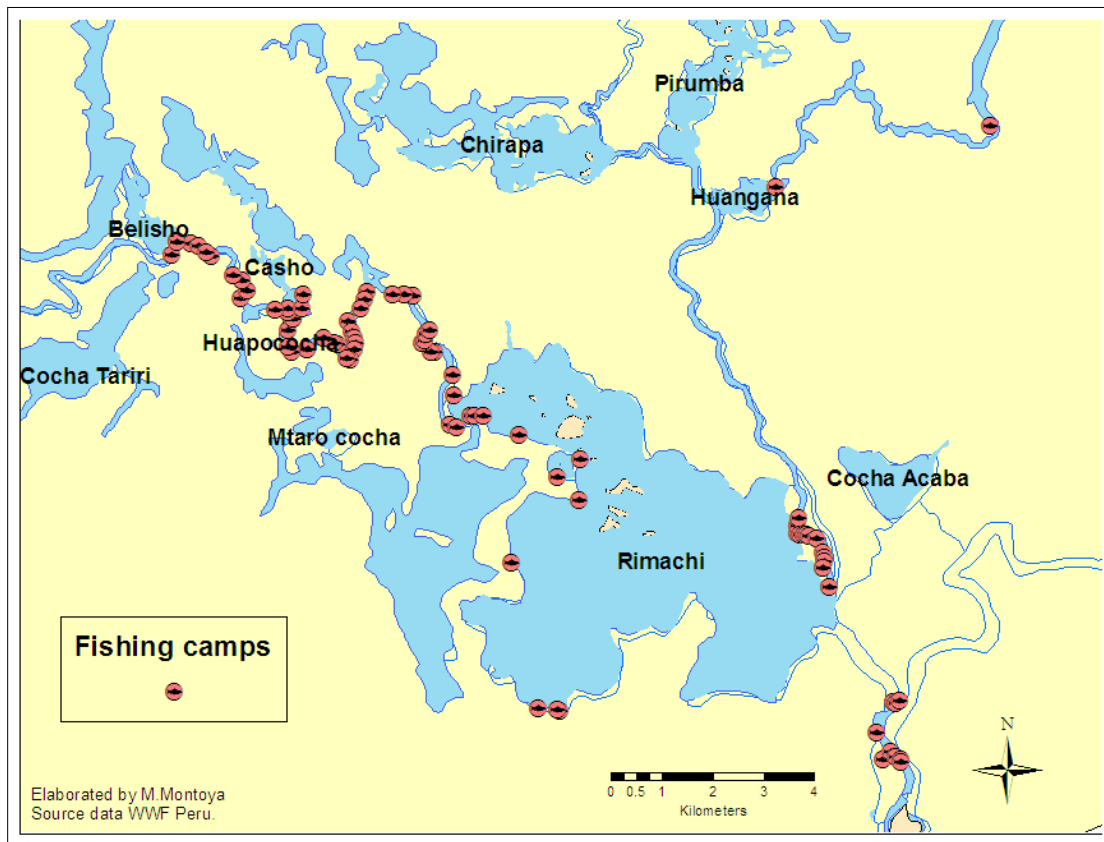 Pirumba
Chirapa
Huangana
Belisho
Casho
Huapococha
Cocha Tariri
Mtaro cocha
Cocha Acaba
Rimachi
Fishing camps
N
0 0.5 1 2 3 4
Kilometers
Elaborated by M.Montoya
Source data WWF Peru.